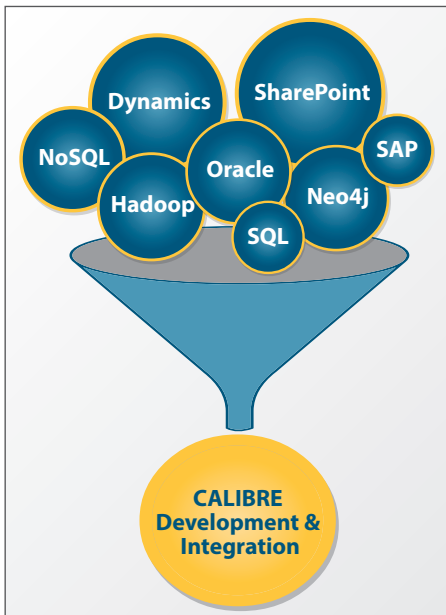 SharePoint
Dynamics
SAP
NoSQL
Oracle
Neo4j
Hadoop
SQL
CALIBRE
Development &
Integration